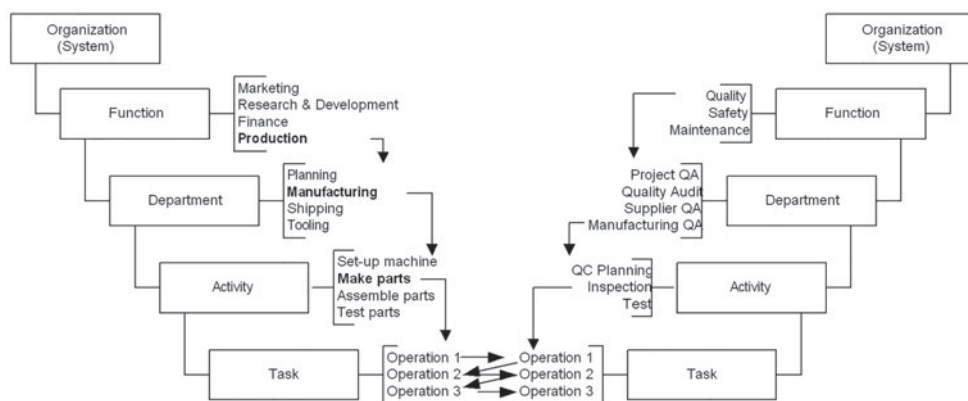 Organization
(System)
Function
Marketing
Research & Development
Finance
Production
Department
Planning
Manufacturing
Shipping
Tooling
Activity
Set-up machine
Make parts
Assemble parts
Test parts
Task
Operation 1
Operation 2
Operation 3
Organization
(System)
Quality
Safety
Maintenance
Function
Project QA
Quality Audit
Supplier QA
Manufacturing QA
Department
QC Planning
Inspection
Test
Activity
Operation 1
Operation 2
Operation 3
Task